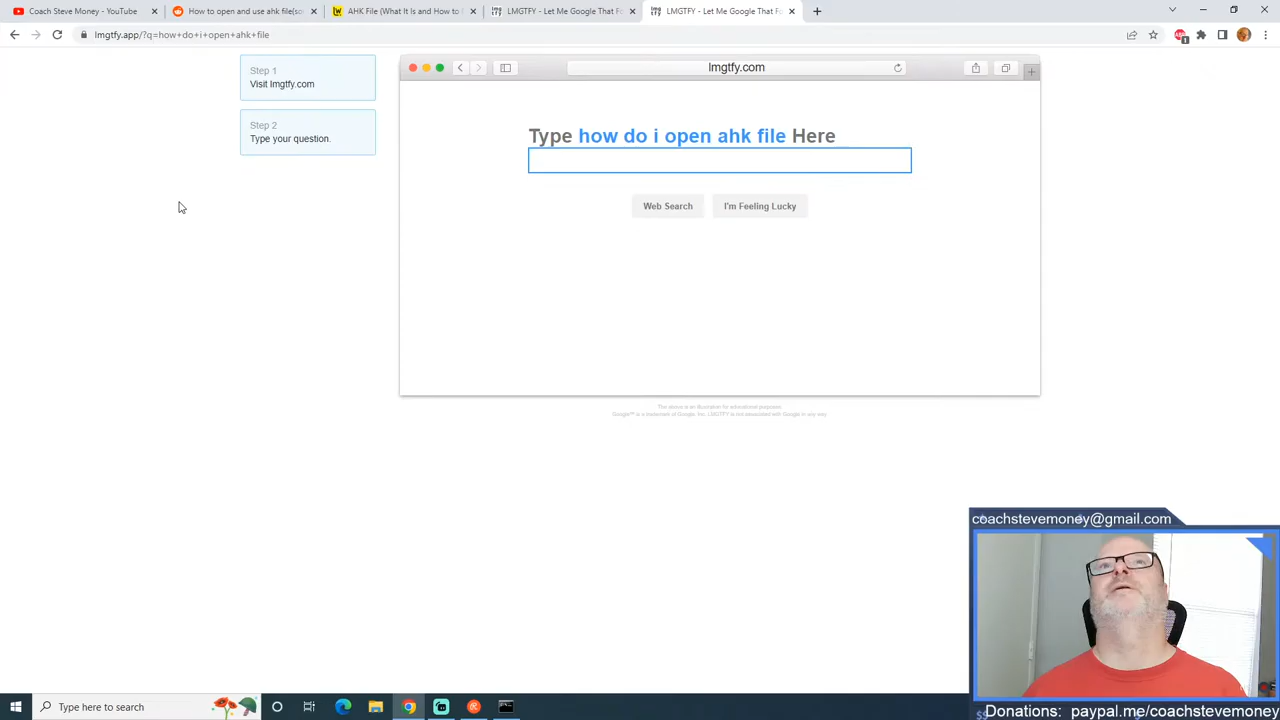 Coach Steve Money - YouTube
How to open and use ahk file(so
AHK File (What It Is and How to
LMGTFY - Let Me Google That Fo
LMGTFY - Let Me Google That Fo
lmgtfy.com/?q=how+do+i+open+ahk+file
Step 1
Visit lmgtfy.com
Step 2
Type your question.
lmgtfy.com
Type how do i open ahk file Here
Web Search
I'm Feeling Lucky
The above is an illustration for educational purposes.
Google™ is a trademark of Google, Inc. LMGTFY is not associated with Google in any way
coachstevemoney@gmail.com
Donations: paypal.me/coachstevemoney
Type here to search